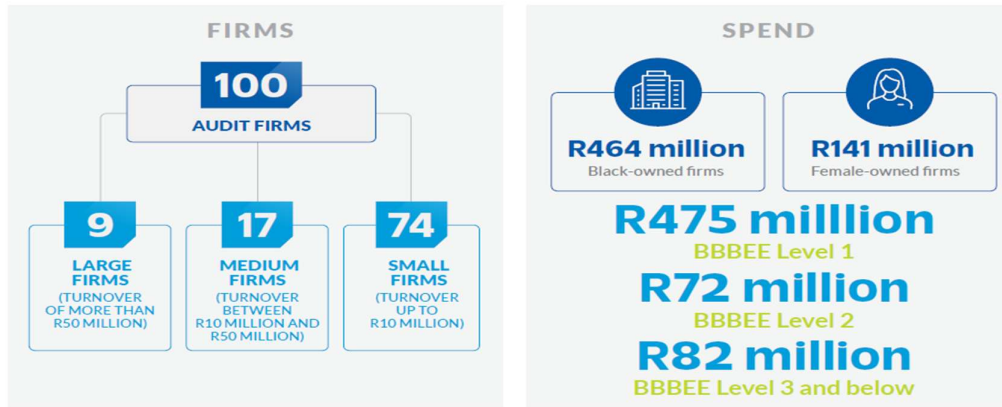 FIRMS
100
AUDIT FIRMS
9
LARGE
FIRMS
(TURNOVER
OF MORE THAN
R50 MILLION)
17
MEDIUM
FIRMS
(TURNOVER
BETWEEN
R10 MILLION AND
R50 MILLION)
74
SMALL
FIRMS
(TURNOVER
UP TO
R10 MILLION)
SPEND
R464 million
Black-owned firms
R141 million
Female-owned firms
R475 milllion
BBBEE Level 1
R72 million
BBBEE Level 2
R82 million
BBBEE Level 3 and below